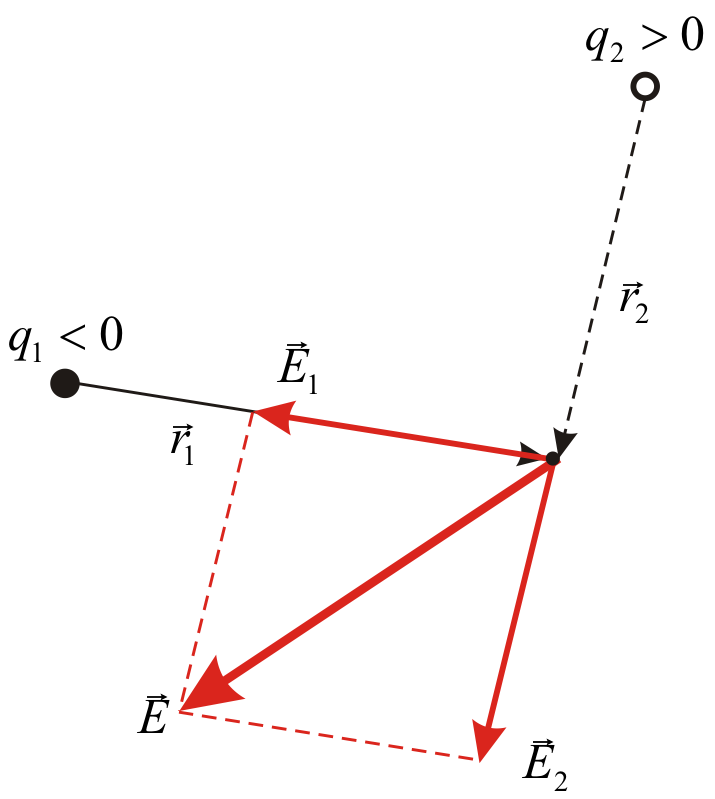 q₂ > 0
r⃗₂
q₁ < 0
E⃗₁
r⃗₁
E⃗
E⃗₂